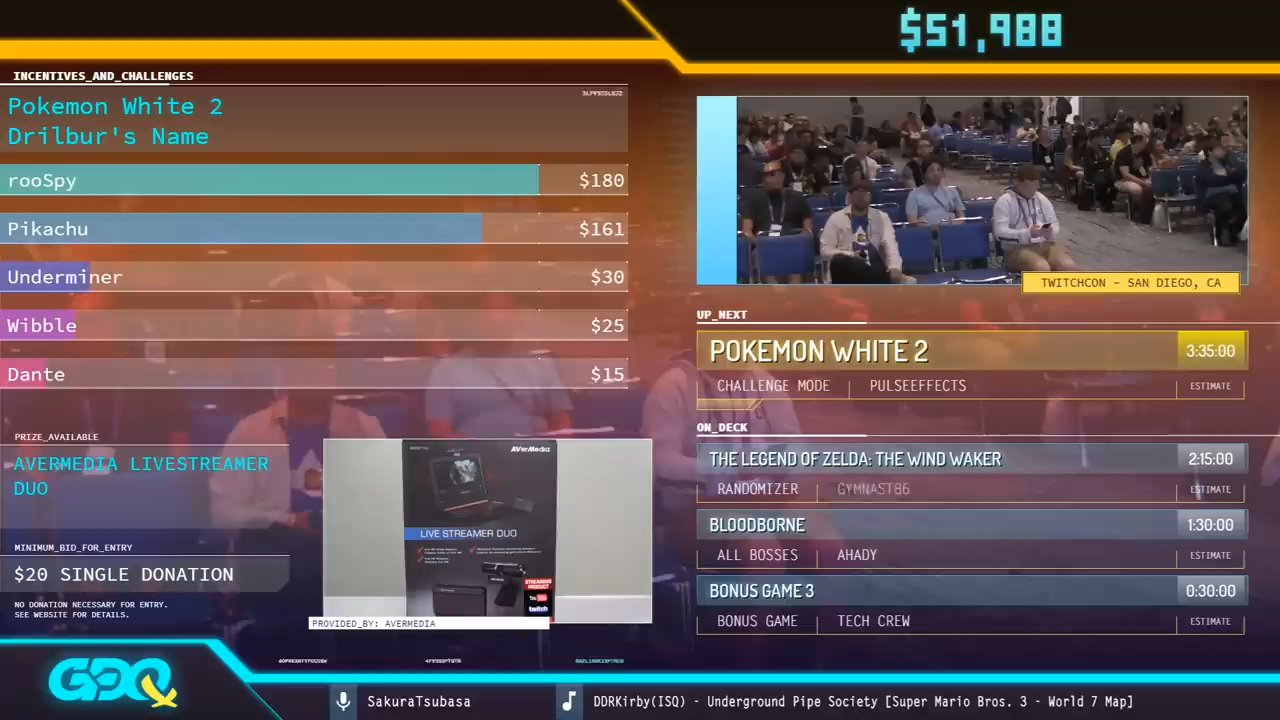 $51,988
INCENTIVES_AND_CHALLENGES
Pokemon White 2
Drilbur's Name
rooSpy $180
Pikachu $161
Underminer $30
Wibble $25
Dante $15
PRIZE_AVAILABLE
AVERMEDIA LIVESTREAMER
DUO
MINIMUM_BID_FOR_ENTRY
$20 SINGLE DONATION
NO DONATION NECESSARY FOR ENTRY.
SEE WEBSITE FOR DETAILS.
AVerMedia
LIVE STREAMER DUO
STREAMING
PRODUCT
twitch
PROVIDED_BY: AVERMEDIA
TWITCHCON - SAN DIEGO, CA
UP_NEXT
POKEMON WHITE 2 3:35:00
CHALLENGE MODE PULSEEFFECTS ESTIMATE
ON_DECK
THE LEGEND OF ZELDA: THE WIND WAKER 2:15:00
RANDOMIZER GYMNAST86 ESTIMATE
BLOODBORNE 1:30:00
ALL BOSSES AHADY ESTIMATE
BONUS GAME 3 0:30:00
BONUS GAME TECH CREW ESTIMATE
GDQ
SakuraTsubasa
DDRKirby(ISQ) - Underground Pipe Society [Super Mario Bros. 3 - World 7 Map]